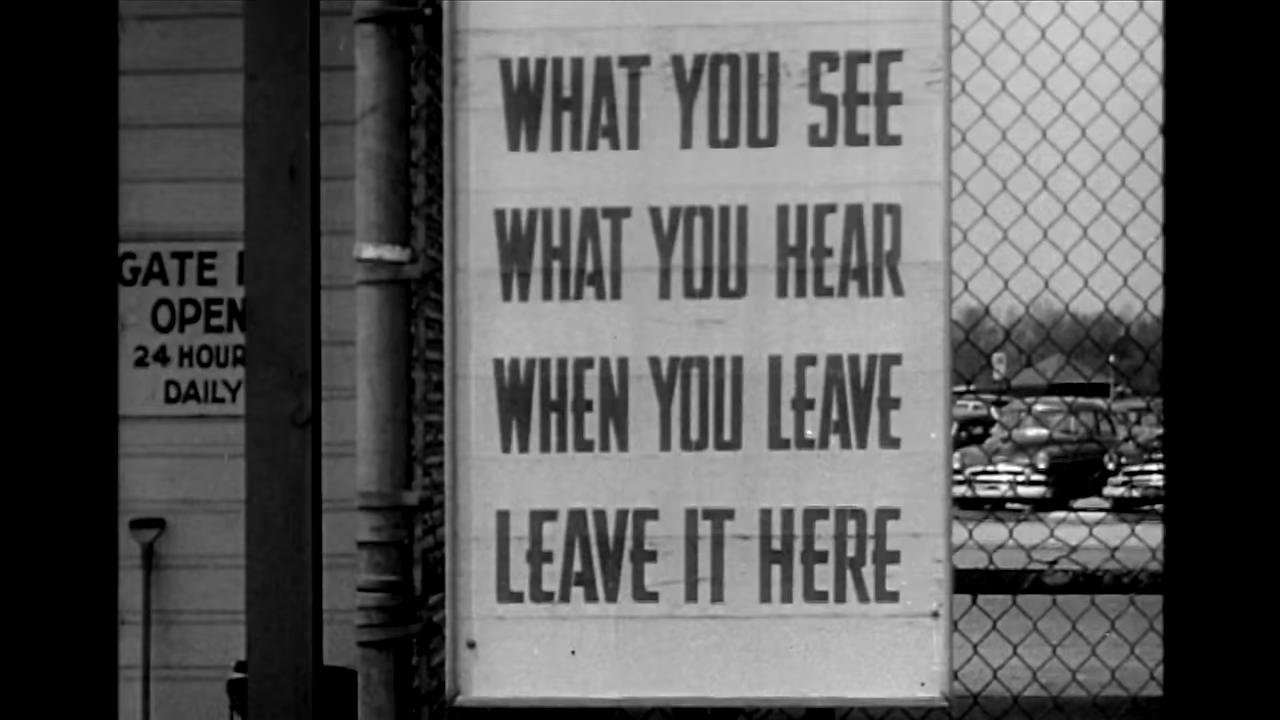 GATE
OPEN
24 HOUR
DAILY
WHAT YOU SEE
WHAT YOU HEAR
WHEN YOU LEAVE
LEAVE IT HERE